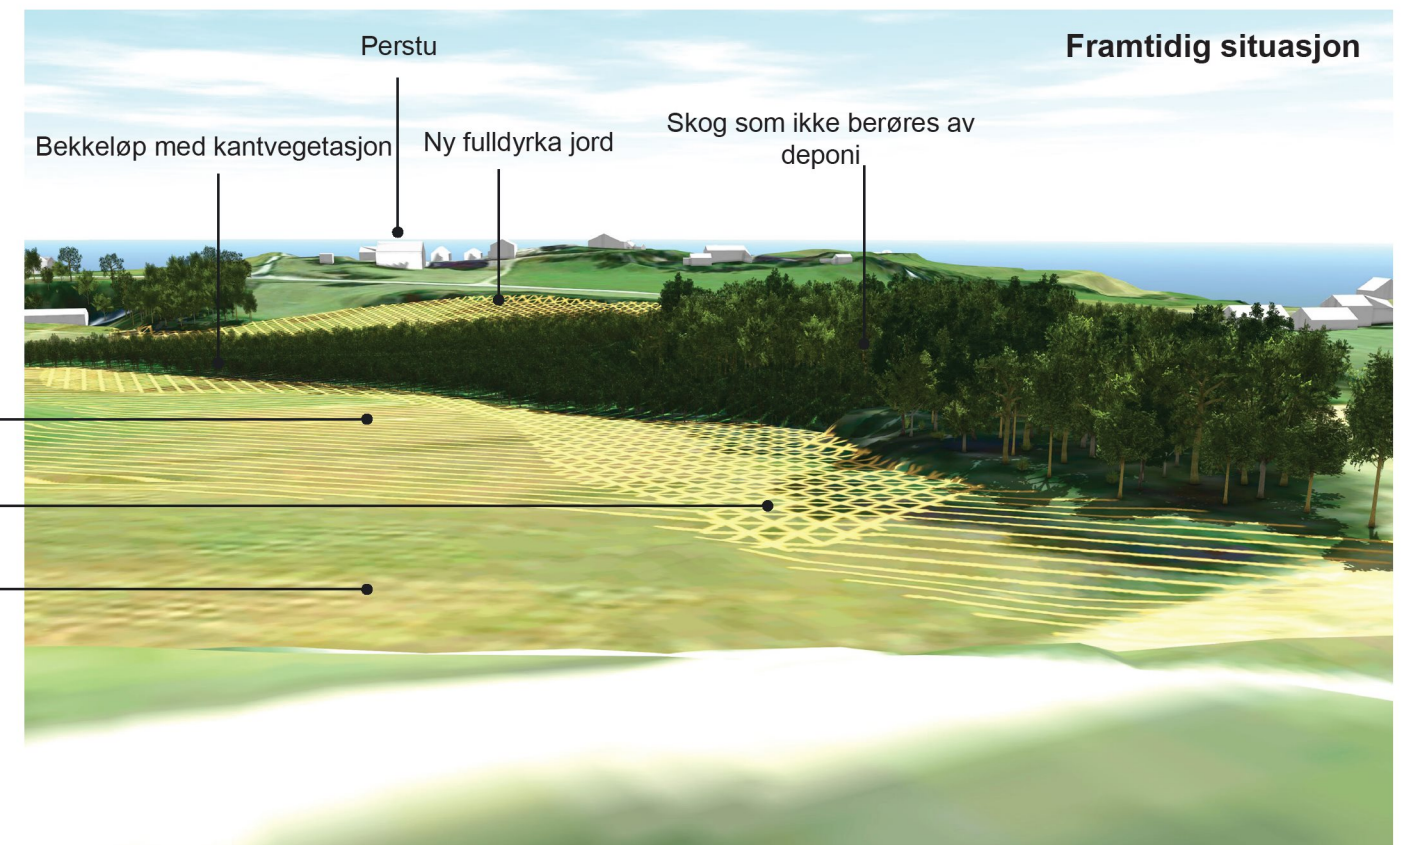 Perstu
Framtidig situasjon
Bekkeløp med kantvegetasjon
Ny fulldyrka jord
Skog som ikke berøres av
deponi